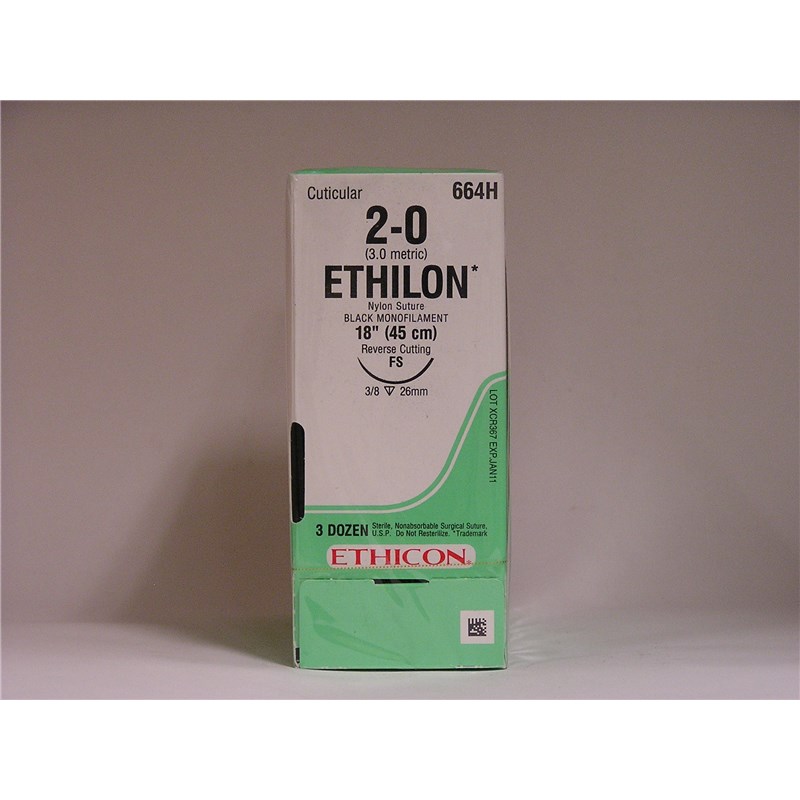 Cuticular 664H
2-0
(3.0 metric)
ETHILON*
Nylon Suture
BLACK MONOFILAMENT
18" (45 cm)
Reverse Cutting
FS
3/8 26mm
LOT XCR367 EXP.JAN11
3 DOZEN Sterile, Nonabsorbable Surgical Suture,
U.S.P. Do Not Resterilize. *Trademark
ETHICON®